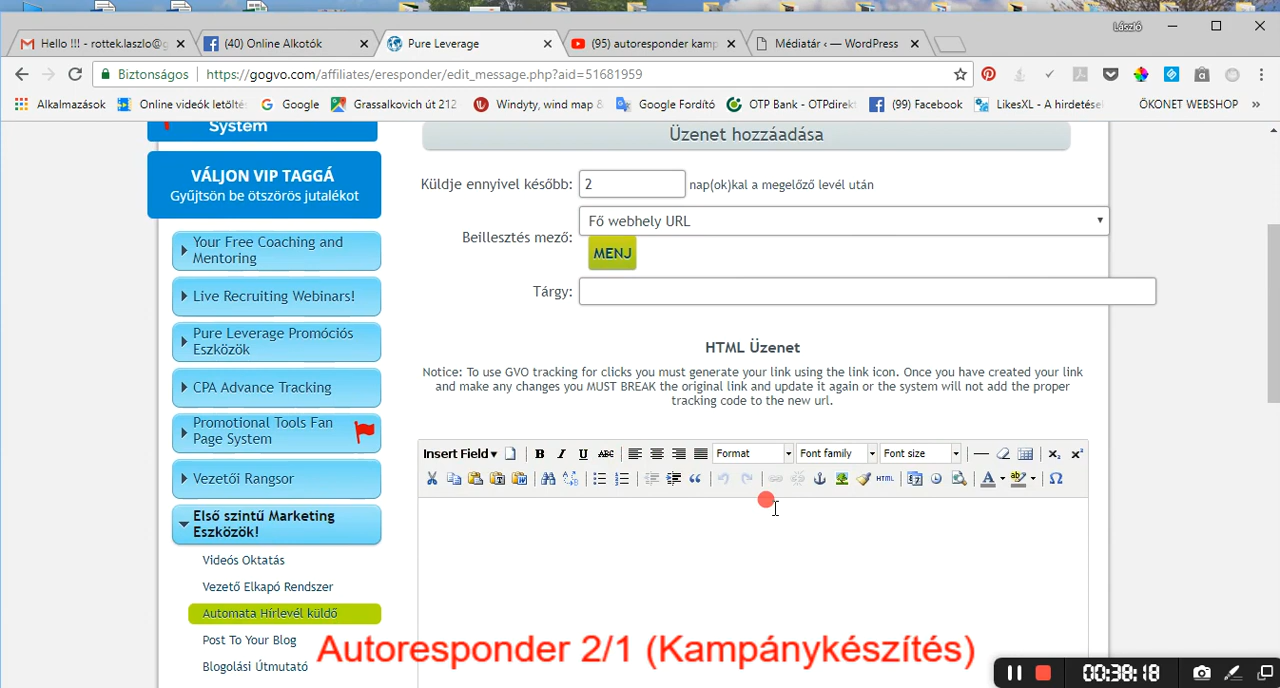 László
Hello !!! - rottek.laszlo@g
(40) Online Alkotók
Pure Leverage
(95) autoresponder kamp
Médiatár ‹ — WordPress
Biztonságos
https://gogvo.com/affiliates/eresponder/edit_message.php?aid=51681959
Alkalmazások
Online videók letölté
Google
Grassalkovich út 212
Windyty, wind map &
Google Fordító
OTP Bank - OTPdirekt
(99) Facebook
LikesXL - A hirdetés
ÖKONET WEBSHOP
System
VÁLJON VIP TAGGÁ
Gyűjtsön be ötszörös jutalékot
Your Free Coaching and
Mentoring
Live Recruiting Webinars!
Pure Leverage Promóciós
Eszközök
CPA Advance Tracking
Promotional Tools Fan
Page System
Vezetői Rangsor
Első szintű Marketing
Eszközök!
Videós Oktatás
Vezető Elkapó Rendszer
Automata Hírlevél küldő
Post To Your Blog
Blogolási Útmutató
Üzenet hozzáadása
Küldje ennyivel később: 2 nap(ok)kal a megelőző levél után
Beillesztés mező: Fő webhely URL
MENJ
Tárgy:
HTML Üzenet
Notice: To use GVO tracking for clicks you must generate your link using the link icon. Once you have created your link
and make any changes you MUST BREAK the original link and update it again or the system will not add the proper
tracking code to the new url.
Insert Field B I U ABC Format Font family Font size
HTML A ab Ω
Autoresponder 2/1 (Kampánykészítés)
00:38:18